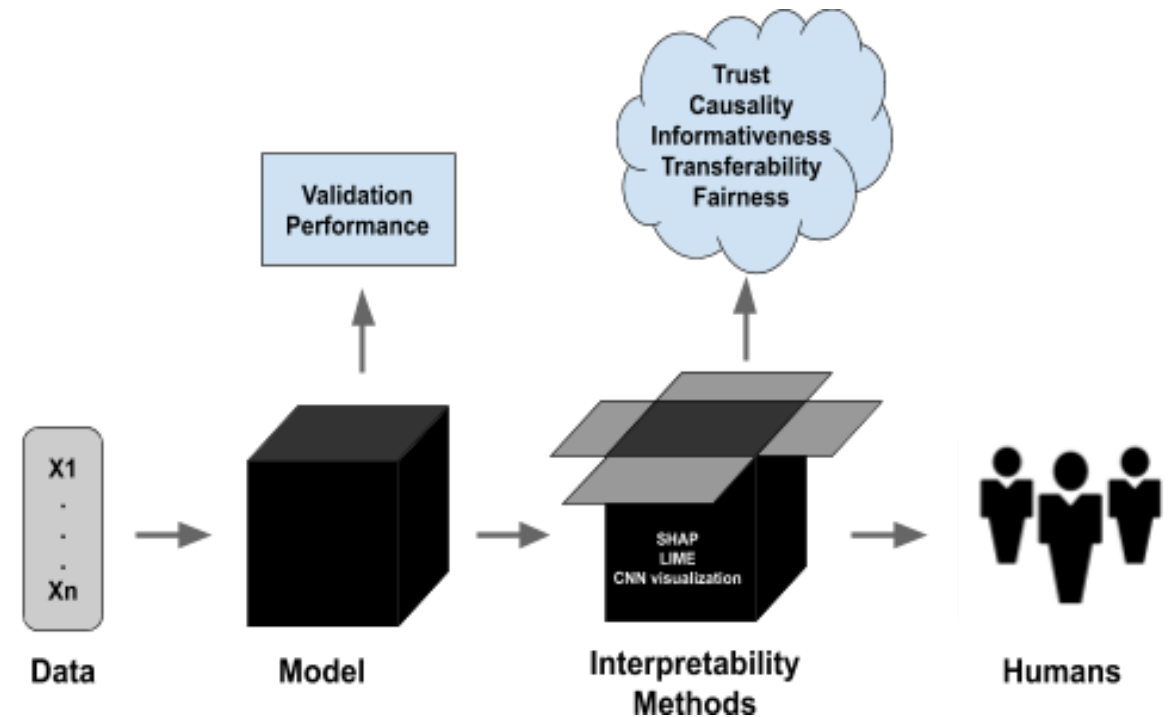 Trust
Causality
Informativeness
Transferability
Fairness
Validation
Performance
X1
.
.
.
Xn
SHAP
LIME
CNN visualization
Data
Model
Interpretability
Methods
Humans